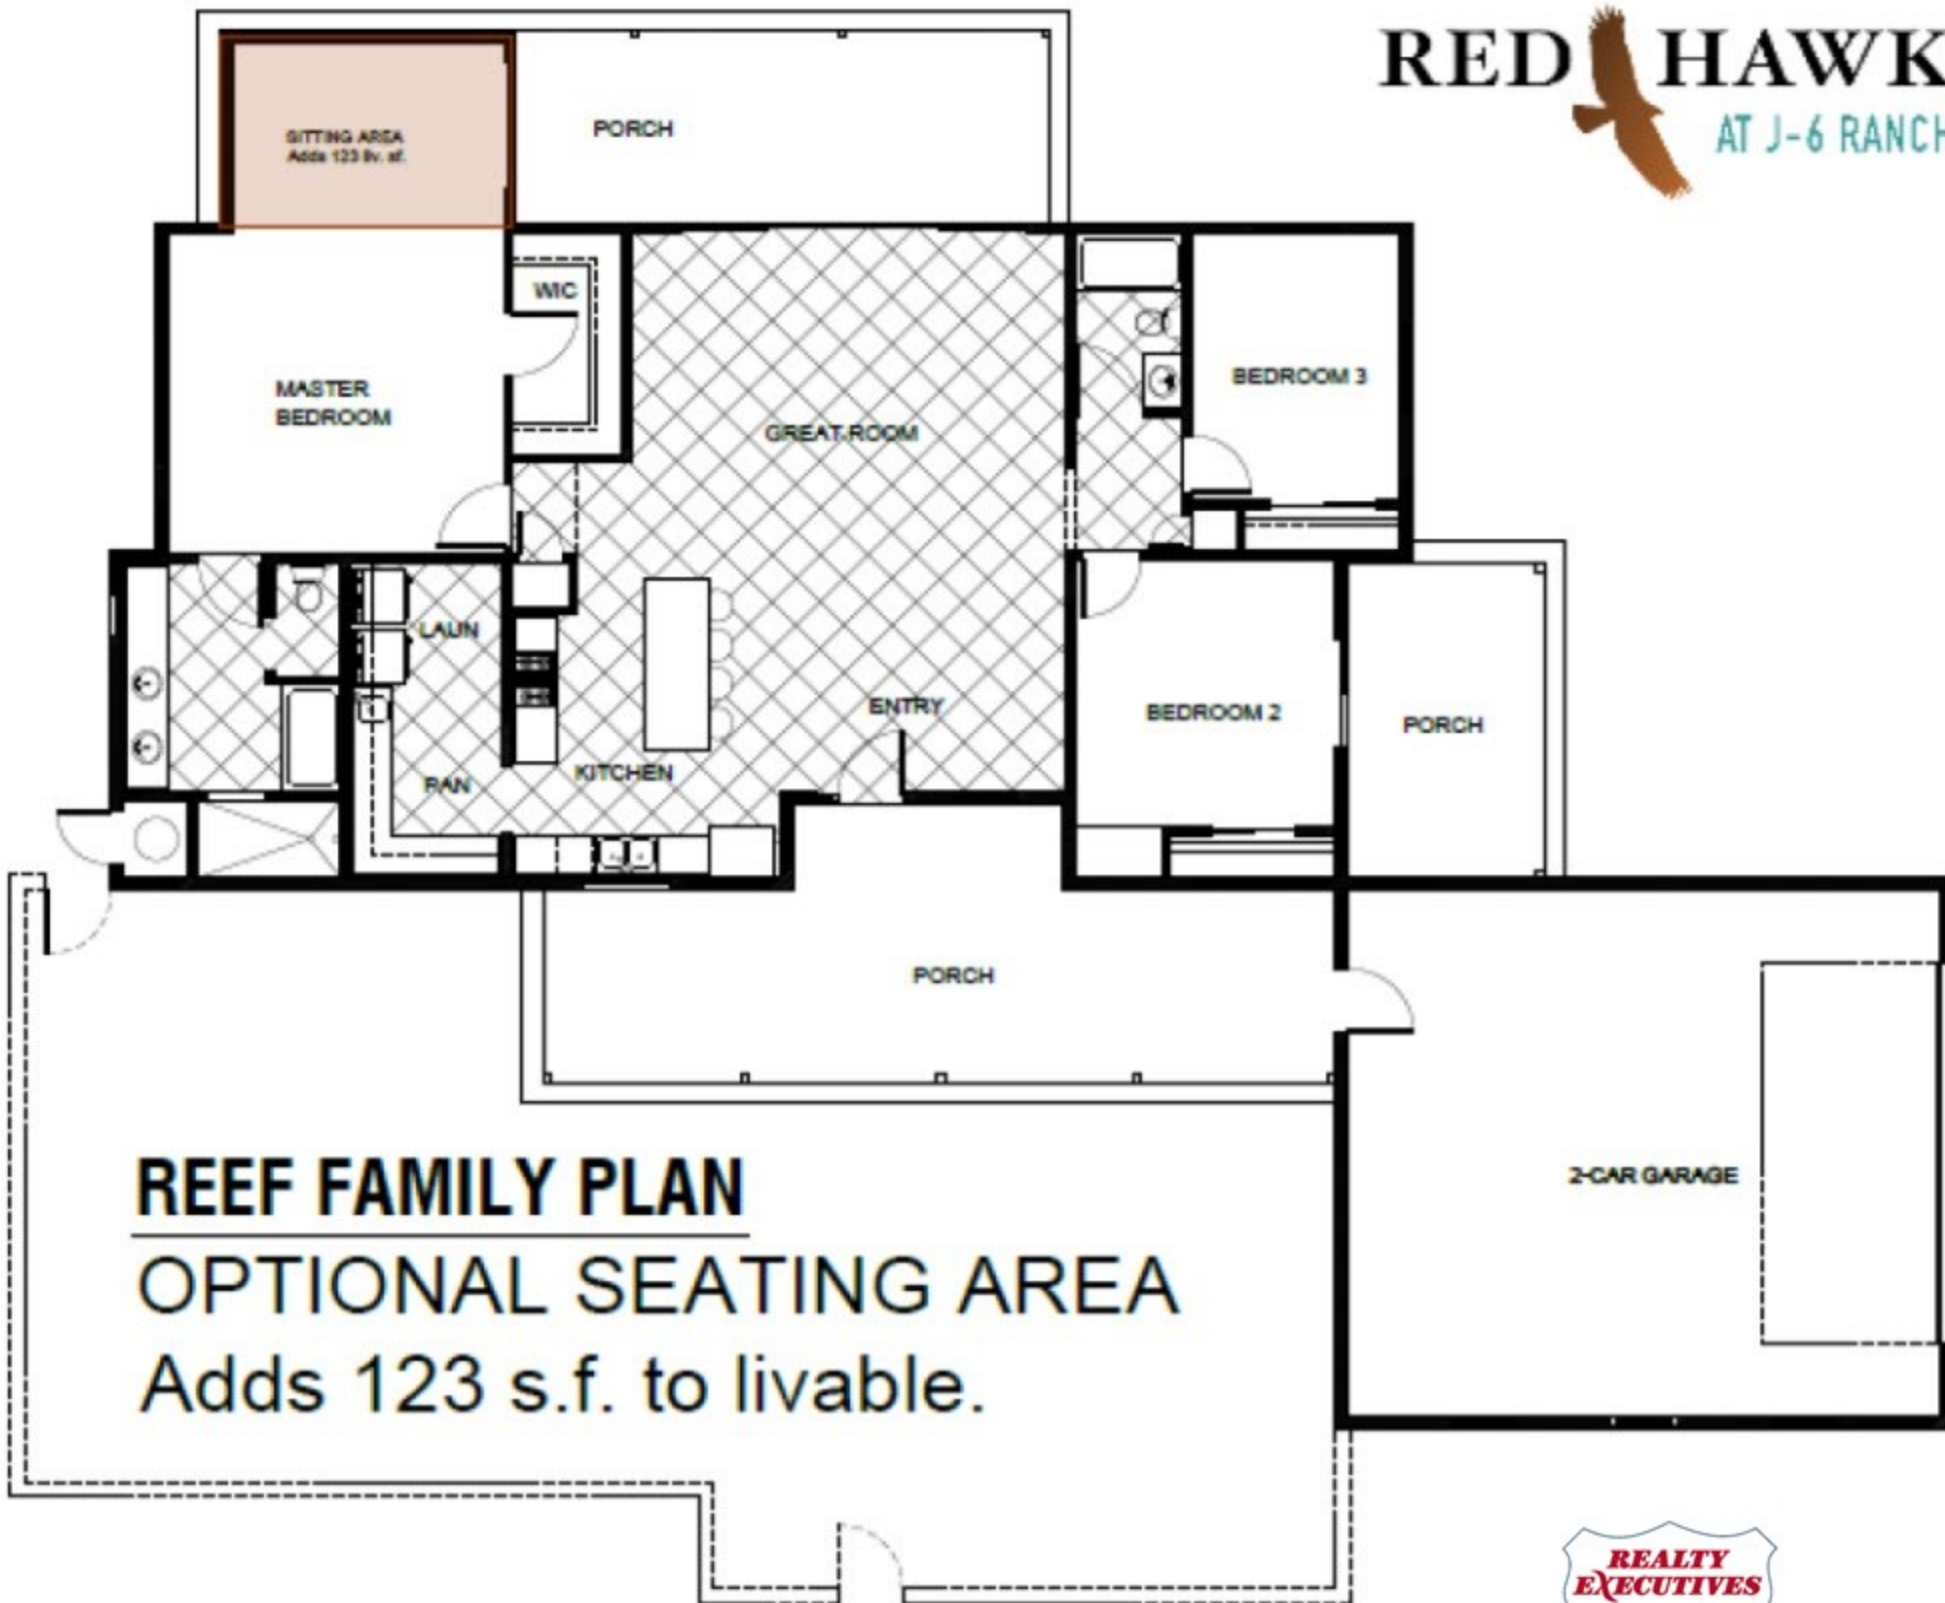 RED HAWK
AT J-6 RANCH
SITTING AREA
Adds 123 liv. sf.
PORCH
WIC
MASTER
BEDROOM
GREAT ROOM
BEDROOM 3
LAUN
ENTRY
BEDROOM 2
PORCH
KITCHEN
PAN
PORCH
2-CAR GARAGE
REEF FAMILY PLAN
OPTIONAL SEATING AREA
Adds 123 s.f. to livable.
REALTY
EXECUTIVES